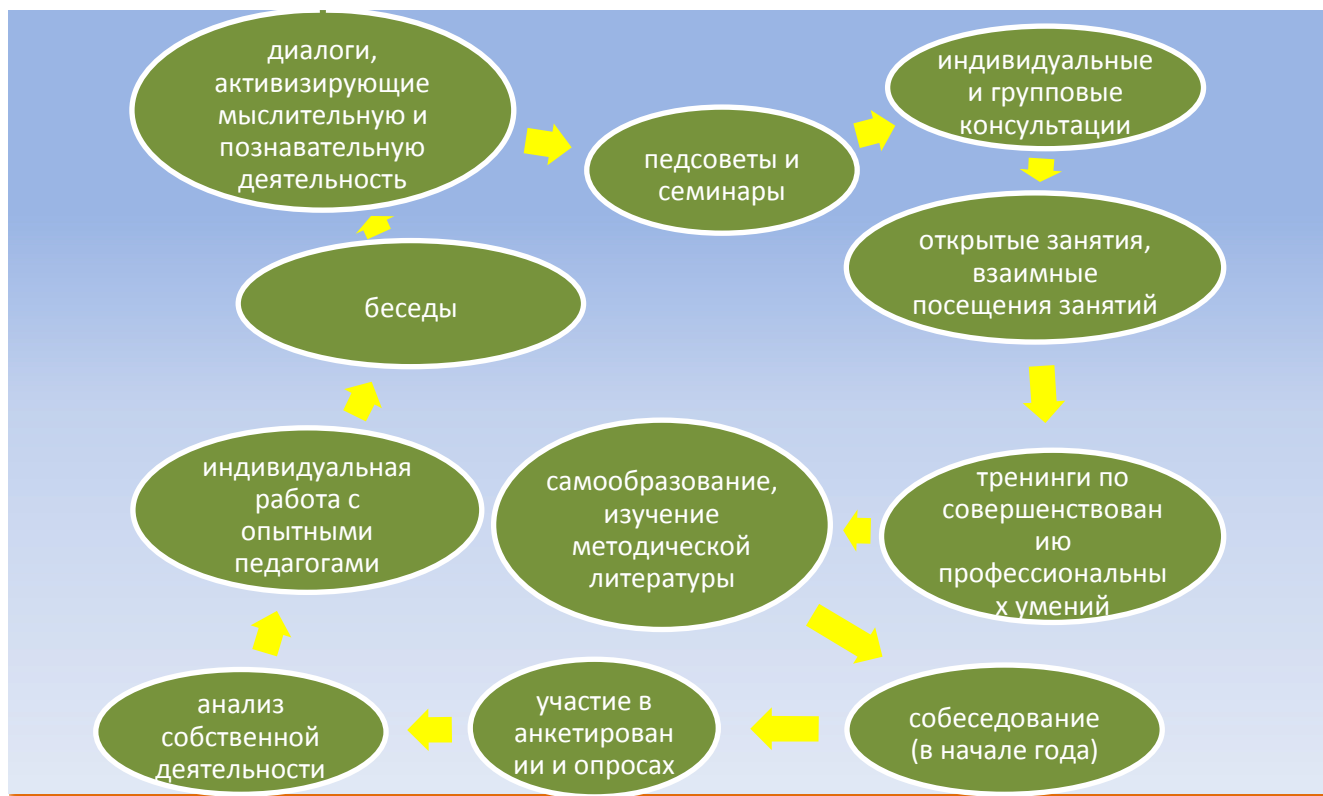 диалоги,
активизирующие
мыслительную и
познавательную
деятельность
педсоветы и
семинары
индивидуальные
и групповые
консультации
открытые занятия,
взаимные
посещения занятий
тренинги по
совершенствован
ию
профессиональны
х умений
самообразование,
изучение
методической
литературы
собеседование
(в начале года)
участие в
анкетирован
ии и опросах
анализ
собственной
деятельности
индивидуальная
работа с
опытными
педагогами
беседы